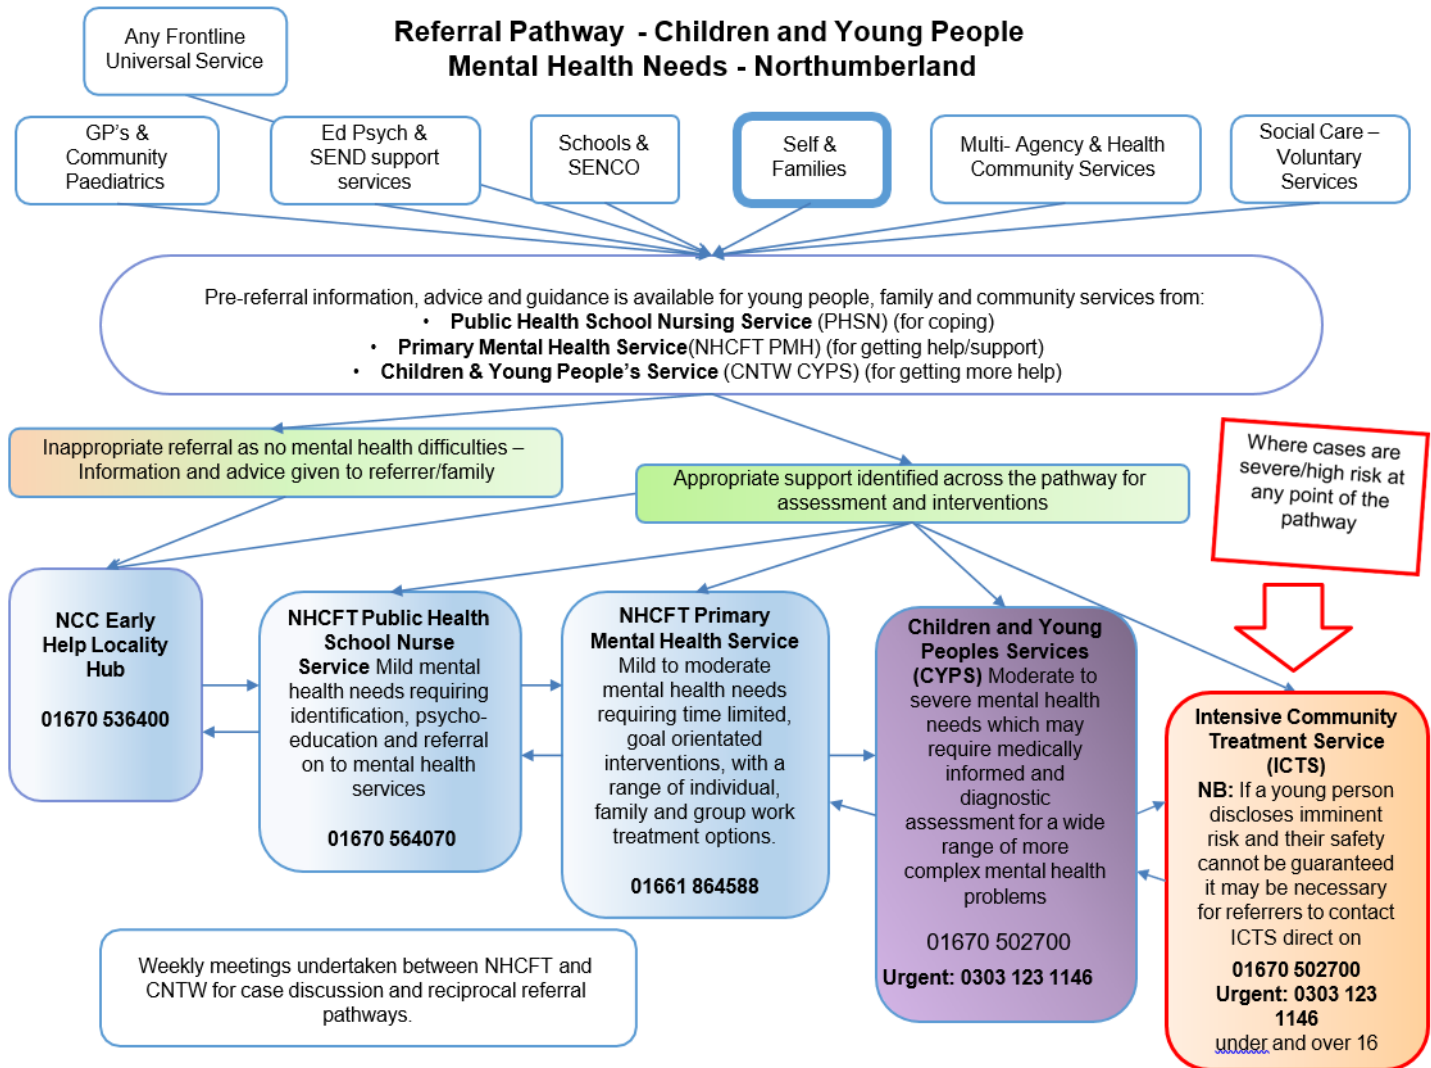 Referral Pathway - Children and Young People
Mental Health Needs - Northumberland
Any Frontline
Universal Service
GP's &
Community
Paediatrics
Ed Psych &
SEND support
services
Schools &
SENCO
Self &
Families
Multi- Agency & Health
Community Services
Social Care –
Voluntary
Services
Pre-referral information, advice and guidance is available for young people, family and community services from:
• Public Health School Nursing Service (PHSN) (for coping)
• Primary Mental Health Service(NHCFT PMH) (for getting help/support)
• Children & Young People's Service (CNTW CYPS) (for getting more help)
Inappropriate referral as no mental health difficulties –
Information and advice given to referrer/family
Appropriate support identified across the pathway for
assessment and interventions
Where cases are
severe/high risk at
any point of the
pathway
NCC Early
Help Locality
Hub
01670 536400
NHCFT Public Health
School Nurse
Service Mild mental
health needs requiring
identification, psycho-
education and referral
on to mental health
services
01670 564070
NHCFT Primary
Mental Health Service
Mild to moderate
mental health needs
requiring time limited,
goal orientated
interventions, with a
range of individual,
family and group work
treatment options.
01661 864588
Children and Young
Peoples Services
(CYPS) Moderate to
severe mental health
needs which may
require medically
informed and
diagnostic
assessment for a wide
range of more
complex mental health
problems
01670 502700
Urgent: 0303 123 1146
Intensive Community
Treatment Service
(ICTS)
NB: If a young person
discloses imminent
risk and their safety
cannot be guaranteed
it may be necessary
for referrers to contact
ICTS direct on
01670 502700
Urgent: 0303 123
1146
under and over 16
Weekly meetings undertaken between NHCFT and
CNTW for case discussion and reciprocal referral
pathways.